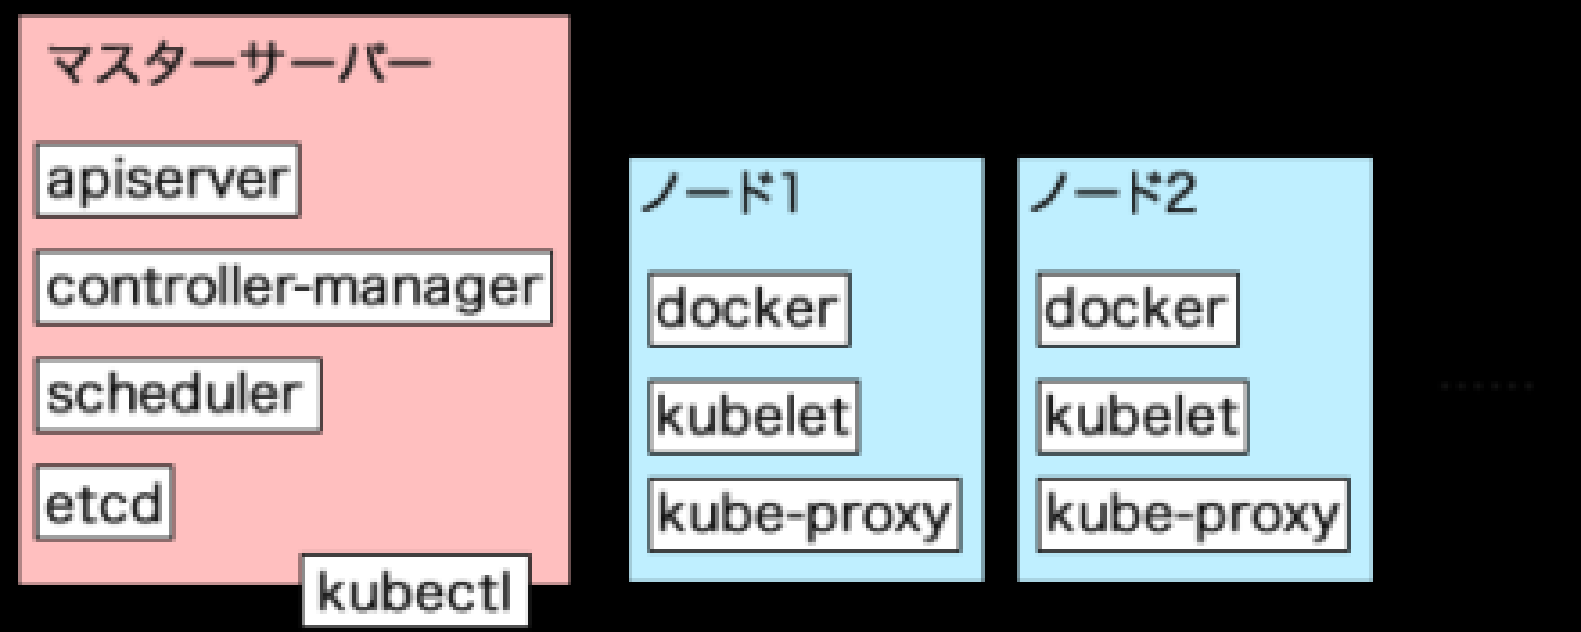 マスターサーバー
apiserver
controller-manager
scheduler
etcd
kubectl
ノード1
docker
kubelet
kube-proxy
ノード2
docker
kubelet
kube-proxy
......